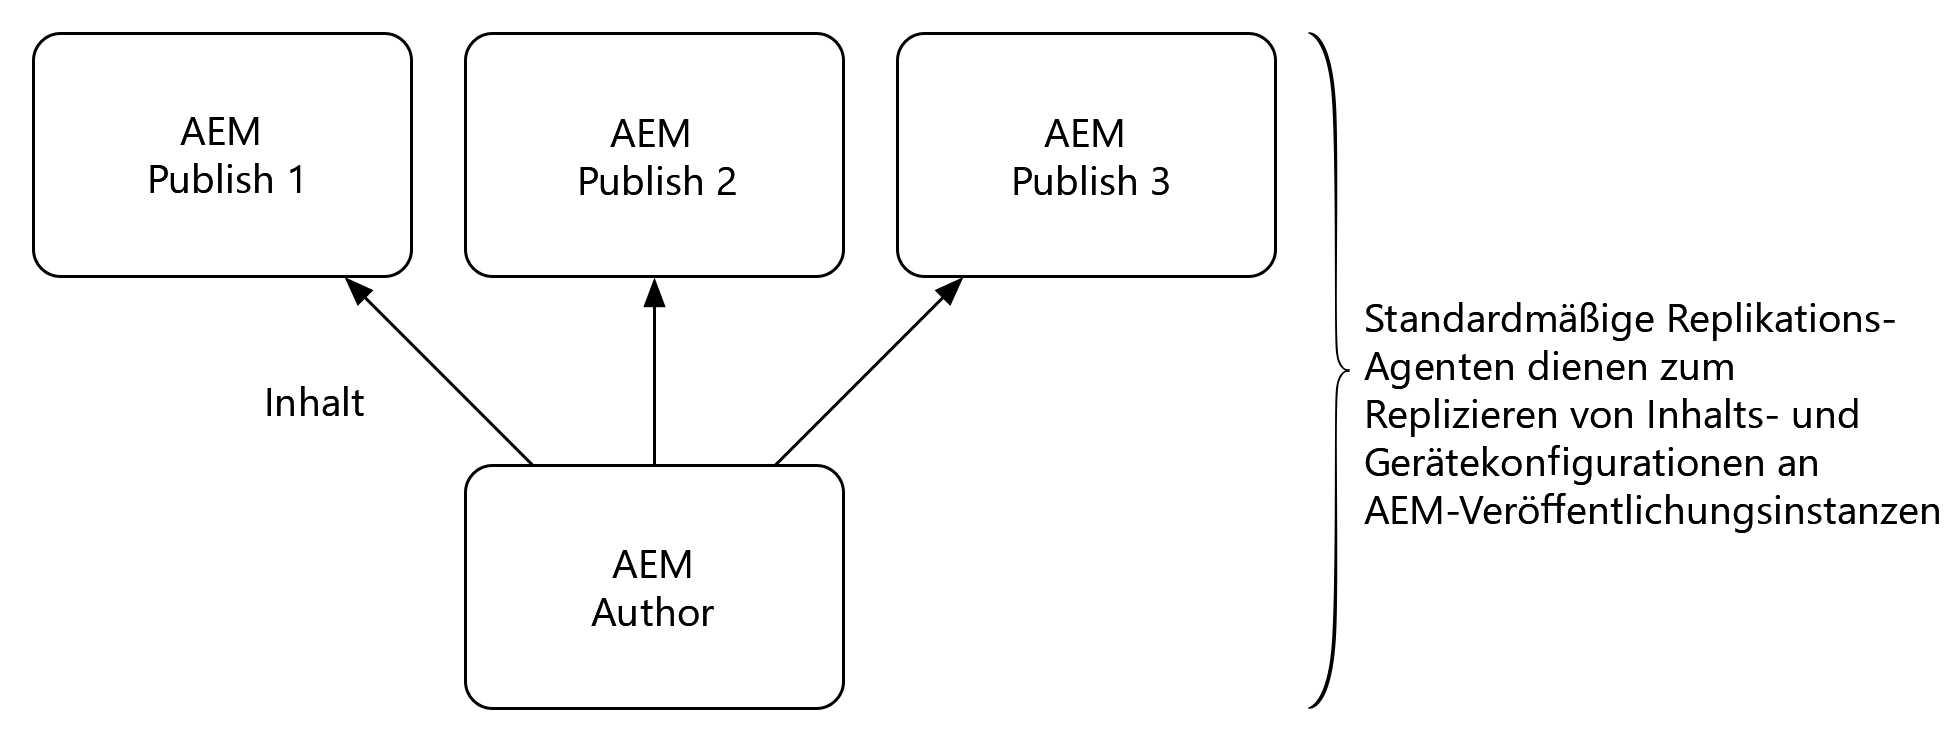 AEM
Publish 1
AEM
Publish 2
AEM
Publish 3
Inhalt
AEM
Author
Standardmäßige Replikations-
Agenten dienen zum
Replizieren von Inhalts- und
Gerätekonfigurationen an
AEM-Veröffentlichungsinstanzen